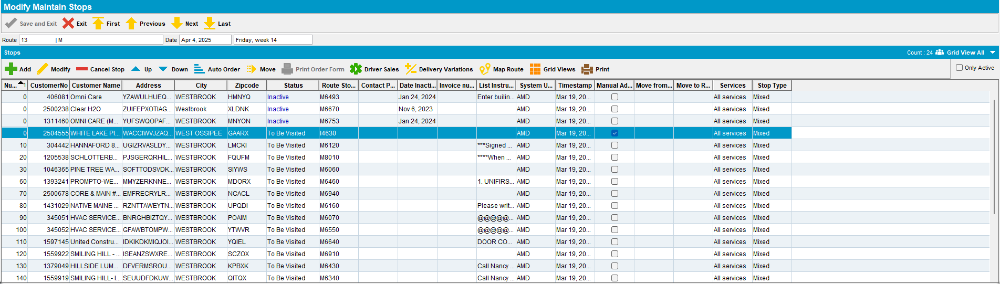 Modify Maintain Stops
Save and Exit Exit First Previous Next Last
Route 13 | M Date Apr 4, 2025 Friday, week 14
Stops Count : 24 Grid View All
Add Modify Cancel Stop Up Down Auto Order Move Print Order Form Driver Sales Delivery Variations Map Route Grid Views Print Only Active
Nu... 1 CustomerNo Customer Name Address City Zipcode Status Route Sto... Contact P... Date Inacti... Invoice nu... List Instru... System U... Timestamp Manual Ad... Move from... Move to R... Services Stop Type
0 406081 Omni Care YZAWULHUEQ... WESTBROOK HMNYQ Inactive M6493 Jan 24, 2024 Enter builin... AMD Mar 19, 20... All services Mixed
0 2500238 Clear H2O ZUIFEPXOTIAG... Westbrook XLDNK Inactive M6670 Nov 6, 2023 AMD Mar 19, 20... All services Mixed
0 1311460 OMNI CARE (M... YUFSWQOPAF... WESTBROOK MNYON Inactive M6753 Jan 24, 2024 AMD Mar 19, 20... All services Mixed
0 2504555 WHITE LAKE PI... WACCIWVJZAQ... WEST OSSIPEE GAARX To Be Visited I4630 AMD Mar 19, 20... All services Mixed
10 304442 HANNAFORD 8... UGIZRVASLDY... WESTBROOK LMCKI To Be Visited M6120 ***Signed ... AMD Mar 19, 20... All services Mixed
20 1205538 SCHLOTTERB... PJSGERQRHIL... WESTBROOK FQUFM To Be Visited M8010 ****When ... AMD Mar 19, 20... All services Mixed
30 1046365 PINE TREE WA... SOFTTODSVDK... WESTBROOK SIYWS To Be Visited M6060 AMD Mar 19, 20... All services Mixed
60 1393241 PROMPTO-WE... MMYZERKNNE... WESTBROOK MDORX To Be Visited M6460 1. UNIFIRS... AMD Mar 19, 20... All services Mixed
70 2500678 CORE & MAIN #... EMFRECRYLR... WESTBROOK NCACL To Be Visited M6940 AMD Mar 19, 20... All services Mixed
80 1431029 NATIVE MAINE ... RZNTTAWEYTN... WESTBROOK UPQDI To Be Visited M6160 Please writ... AMD Mar 19, 20... All services Mixed
90 345051 HVAC SERVICE... BNRGHBIZTQY... WESTBROOK POAIM To Be Visited M6070 @@@@@... AMD Mar 19, 20... All services Mixed
100 345052 HVAC SERVICE... GFAWBTOMPW... WESTBROOK YTWVR To Be Visited M6550 @@@@@... AMD Mar 19, 20... All services Mixed
110 1597145 United Constru... IDKIKDKMIQJOI... WESTBROOK YQIEL To Be Visited M6640 DOOR CO... AMD Mar 19, 20... All services Mixed
120 1559922 SMILING HILL - ... ISEANZSWXRE... WESTBROOK SCZOX To Be Visited M6910 AMD Mar 19, 20... All services Mixed
130 1379049 HILLSIDE LUM... DFVERMSROU... WESTBROOK KPBXK To Be Visited M6430 Call Nancy ... AMD Mar 19, 20... All services Mixed
140 1559919 SMILING HILL- I... SEUUDFDKUW... WESTBROOK QITQX To Be Visited M6340 Call Nancy ... AMD Mar 19, 20... All services Mixed